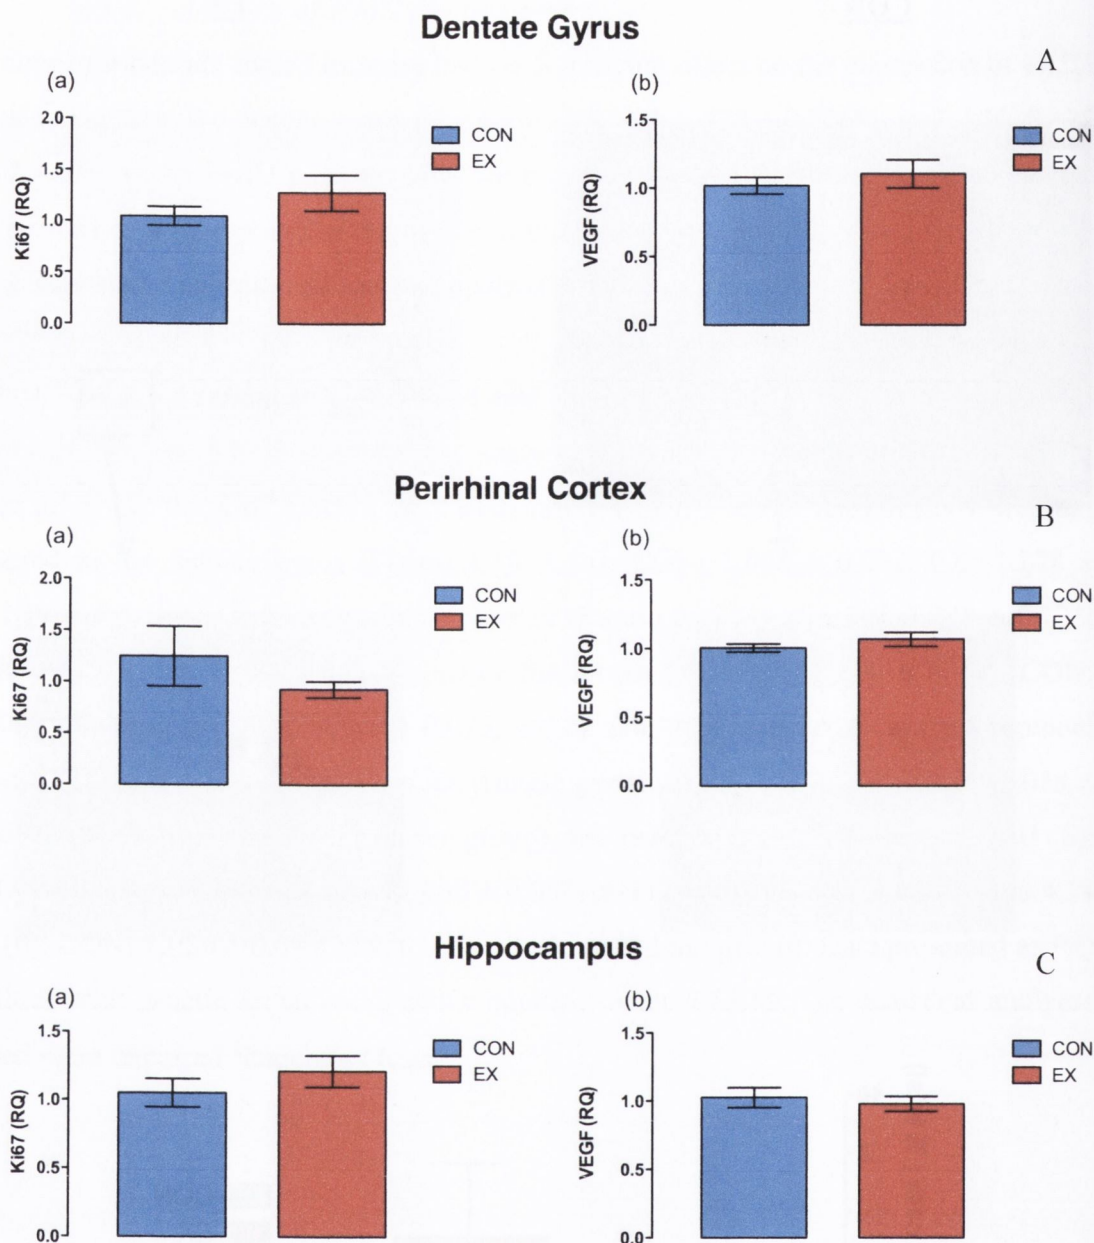 Dentate Gyrus
A
(a)
2.0
1.5
1.0
0.5
0.0
Ki67 (RQ)
CON
EX
(b)
1.5
1.0
0.5
0.0
VEGF (RQ)
CON
EX
Perirhinal Cortex
B
(a)
2.0
1.5
1.0
0.5
0.0
Ki67 (RQ)
CON
EX
(b)
1.5
1.0
0.5
0.0
VEGF (RQ)
CON
EX
Hippocampus
C
(a)
1.5
1.0
0.5
0.0
Ki67 (RQ)
CON
EX
(b)
1.5
1.0
0.5
0.0
VEGF (RQ)
CON
EX